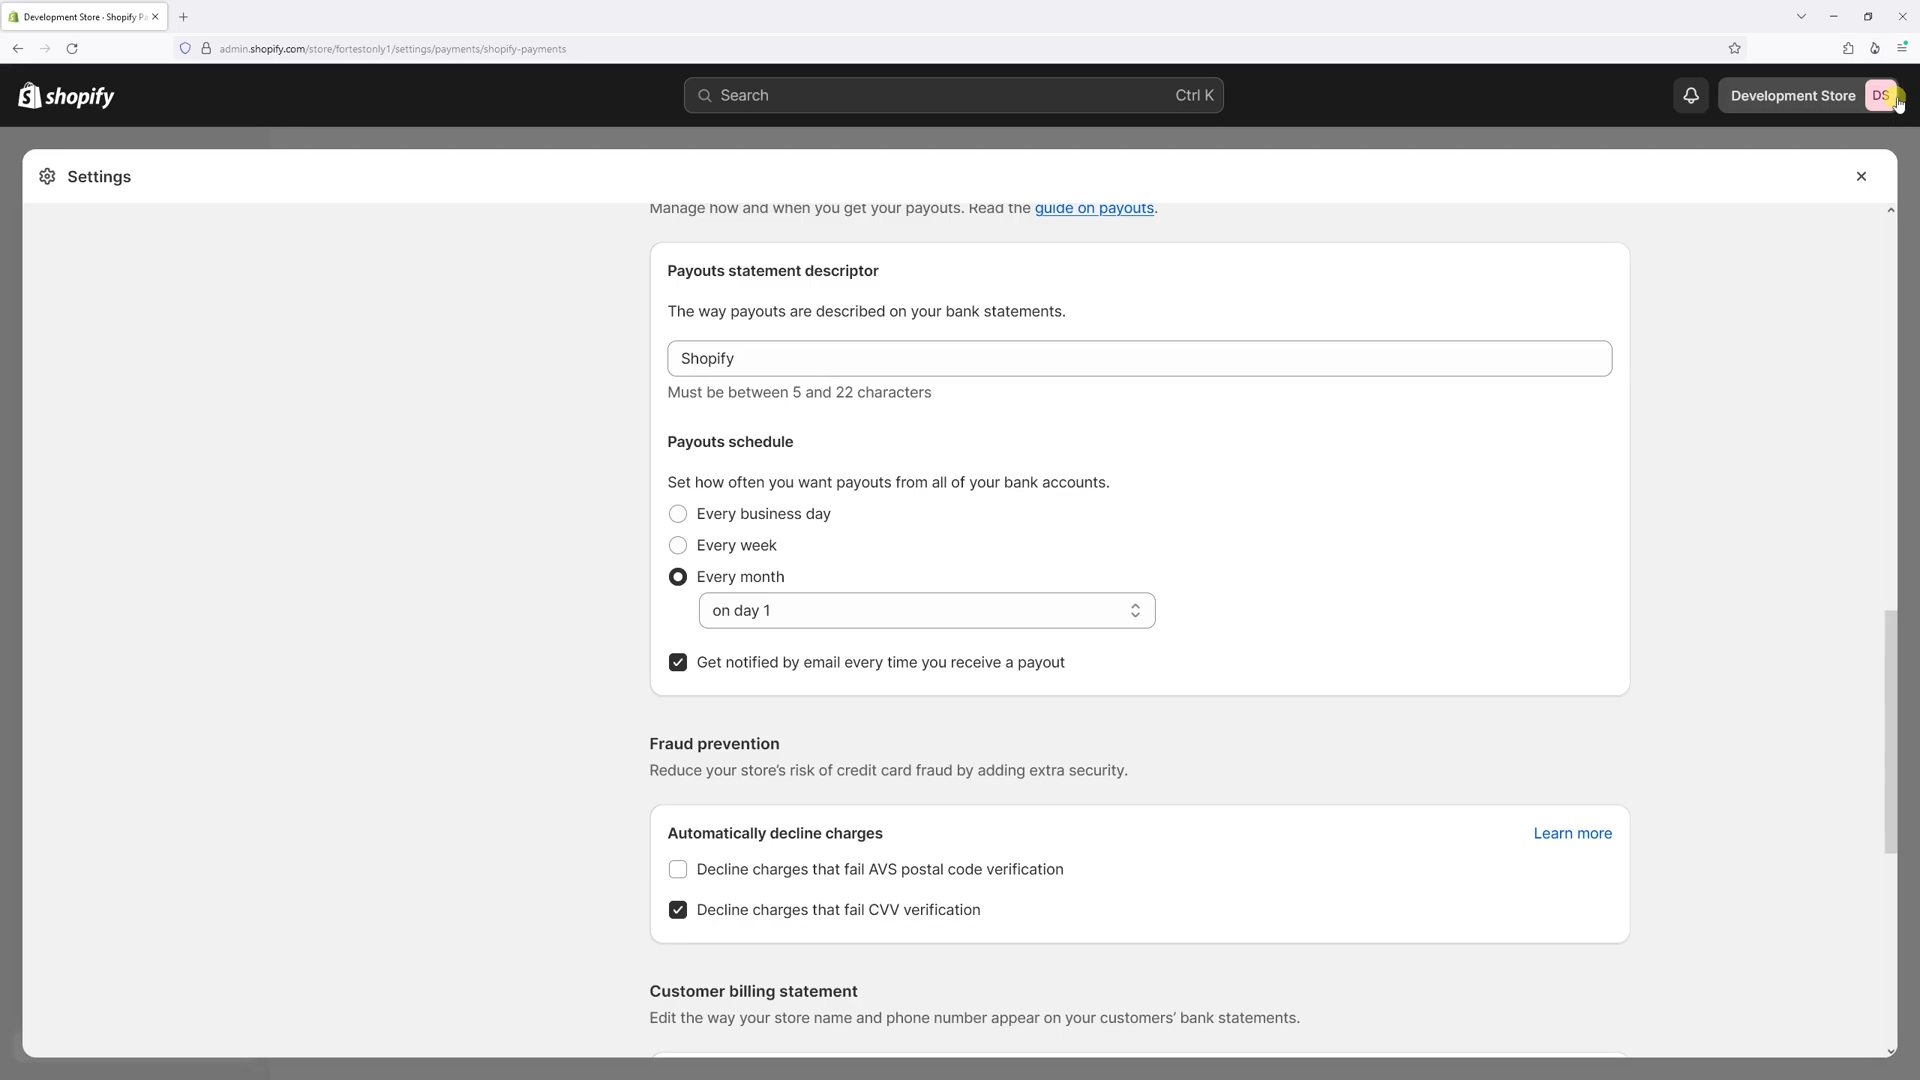 Development Store · Shopify Pa
admin.shopify.com/store/fortestonly1/settings/payments/shopify-payments
shopify
Search
Ctrl K
Development Store
DS
Settings
Manage how and when you get your payouts. Read the guide on payouts.
Payouts statement descriptor
The way payouts are described on your bank statements.
Shopify
Must be between 5 and 22 characters
Payouts schedule
Set how often you want payouts from all of your bank accounts.
Every business day
Every week
Every month
on day 1
Get notified by email every time you receive a payout
Fraud prevention
Reduce your store's risk of credit card fraud by adding extra security.
Automatically decline charges
Learn more
Decline charges that fail AVS postal code verification
Decline charges that fail CVV verification
Customer billing statement
Edit the way your store name and phone number appear on your customers' bank statements.